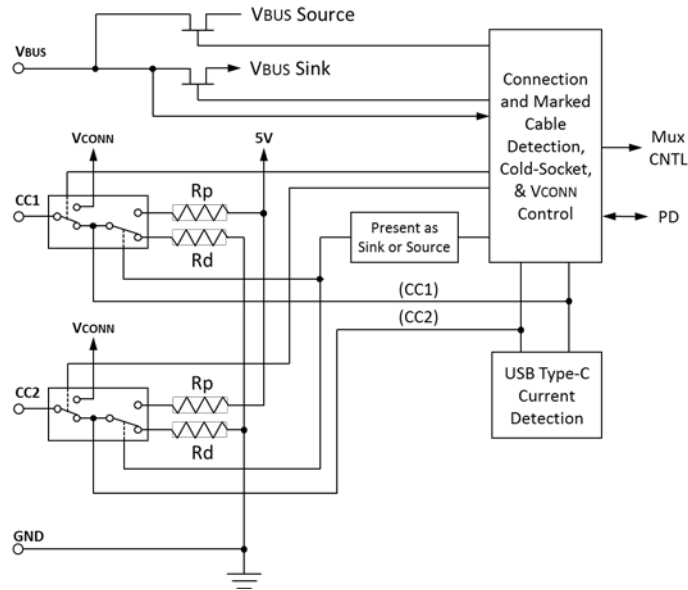 VBUS Source
VBUS
VBUS Sink
Connection
and Marked
Cable
Detection,
Cold-Socket,
& VCONN
Control
Mux
CNTL
PD
VCONN
5V
CC1
Rp
Rd
Present as
Sink or Source
(CC1)
(CC2)
VCONN
CC2
Rp
Rd
USB Type-C
Current
Detection
GND